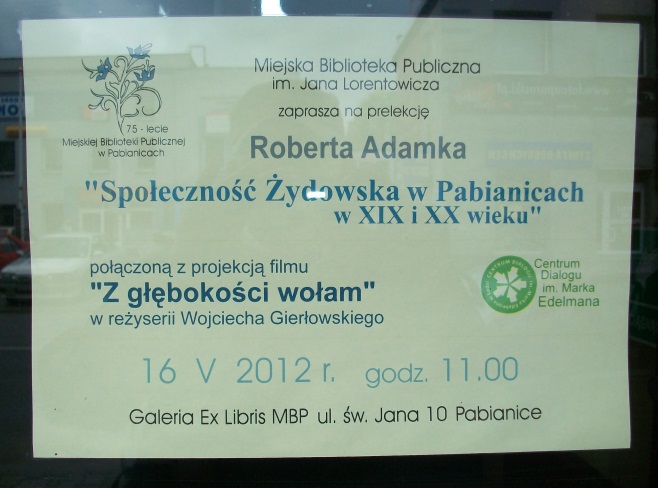 Miejska Biblioteka Publiczna
im. Jana Lorentowicza
zaprasza na prelekcję
75 - lecie
Miejskiej Biblioteki Publicznej
w Pabianicach
Roberta Adamka
"Społeczność Żydowska w Pabianicach
w XIX i XX wieku"
połączoną z projekcją filmu
"Z głębokości wołam"
w reżyserii Wojciecha Gierłowskiego
Centrum
Dialogu
im. Marka
Edelmana
16 V 2012 r. godz. 11.00
Galeria Ex Libris MBP ul. św. Jana 10 Pabianice